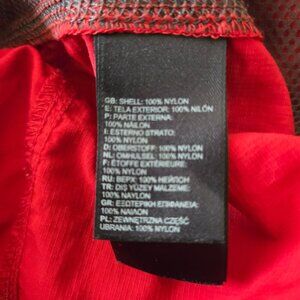 GB: SHELL: 100% NYLON
E: TELA EXTERIOR: 100% NILÓN
P: PARTE EXTERNA:
100% NÁILON
I: ESTERNO STRATO:
100% NYLON
D: OBERSTOFF: 100% NYLON
NL: OMHULSEL: 100% NYLON
F: ÉTOFFE EXTÉRIEURE:
100% NYLON
RU: ВЕРХ: 100% НЕЙЛОН
TR: DIŞ YÜZEY MALZEME:
100% NAYLON
GR: ΕΞΩΤΕΡΙΚΗ ΕΠΙΦΑΝΕΙΑ:
100% ΝΑΙΛΟΝ
PL: ZEWNĘTRZNA CZĘŚĆ
UBRANIA: 100% NYLON